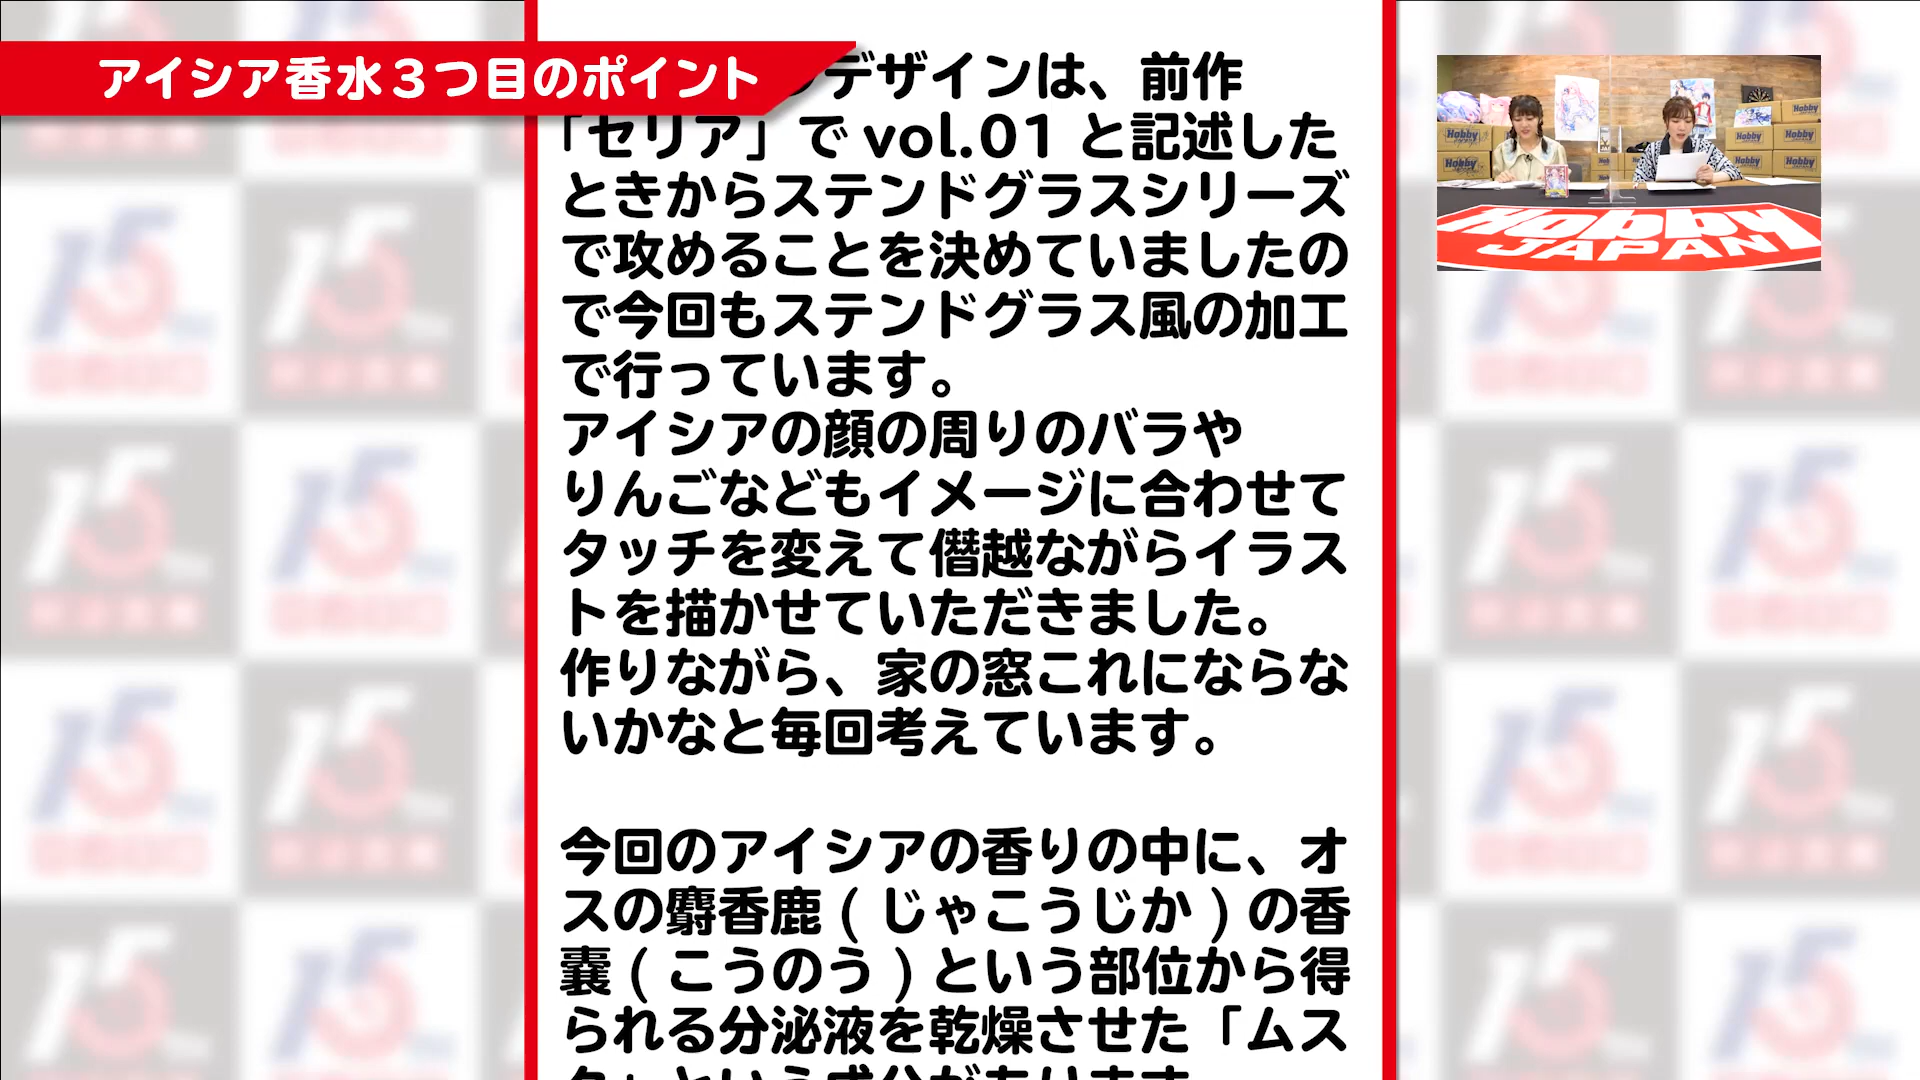 アイシア香水３つ目のポイント
デザインは、前作
「セリア」で vol.01 と記述した
ときからステンドグラスシリーズ
で攻めることを決めていましたの
で今回もステンドグラス風の加工
で行っています。
アイシアの顔の周りのバラや
りんごなどもイメージに合わせて
タッチを変えて僭越ながらイラス
トを描かせていただきました。
作りながら、家の窓これにならな
いかなと毎回考えています。
今回のアイシアの香りの中に、オ
スの麝香鹿 ( じゃこうじか ) の香
嚢 ( こうのう ) という部位から得
られる分泌液を乾燥させた「ムス
Hobby
Hobby
Hobby
Hobby
Hobby
Hobby
Hobby
Hobby
JAPAN